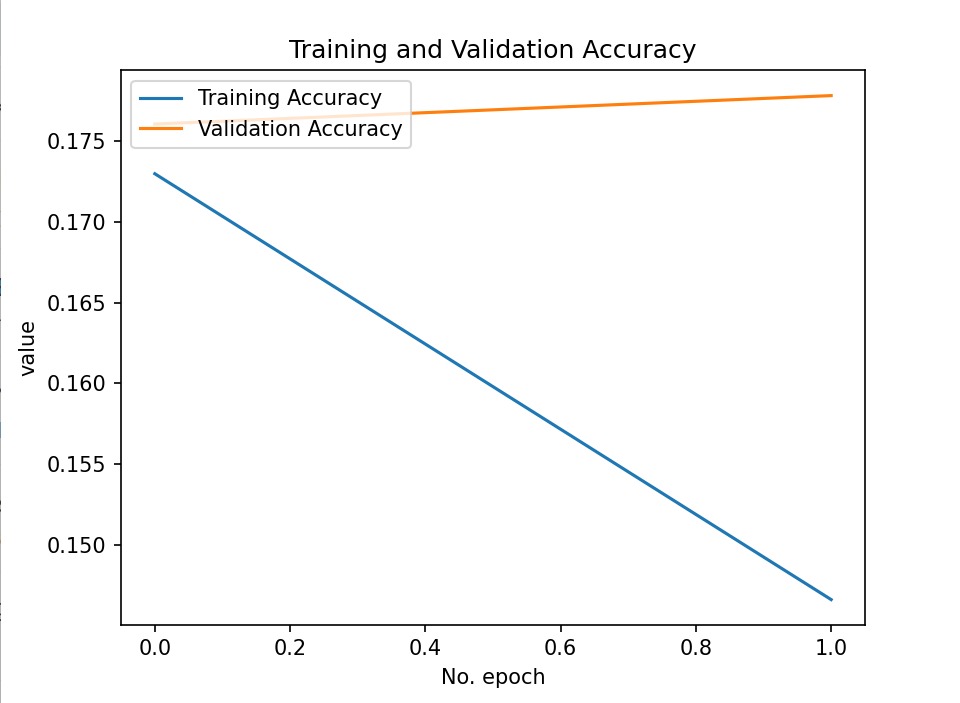 Training and Validation Accuracy
Training Accuracy
Validation Accuracy
0.175
0.170
0.165
0.160
0.155
0.150
value
0.0 0.2 0.4 0.6 0.8 1.0
No. epoch